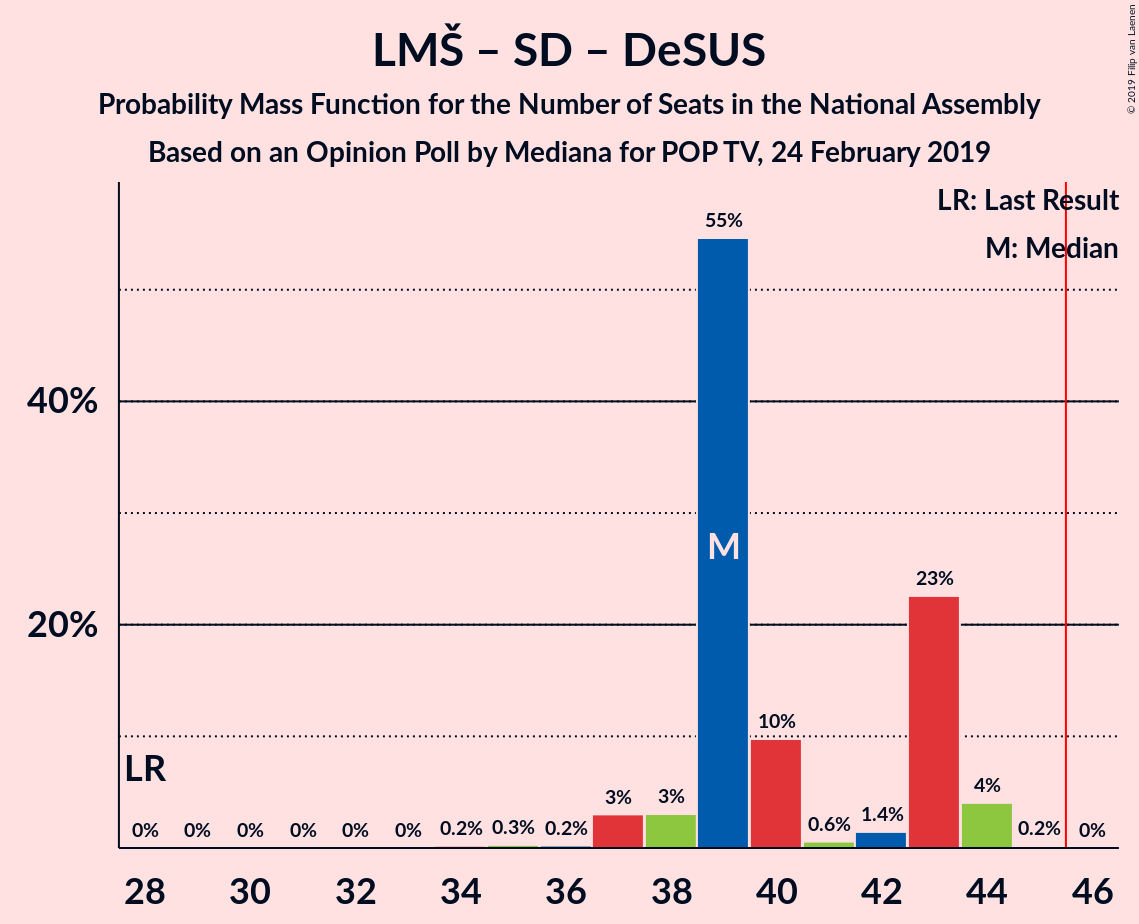 LMŠ – SD – DeSUS
Probability Mass Function for the Number of Seats in the National Assembly
Based on an Opinion Poll by Mediana for POP TV, 24 February 2019
© 2019 Filip van Laenen
LR: Last Result
M: Median
55%
40%
M
23%
20%
10%
LR
4%
3%
3%
1.4%
0.6%
0% 0% 0% 0% 0% 0% 0.2% 0.3% 0.2% 0.2% 0%
28 30 32 34 36 38 40 42 44 46